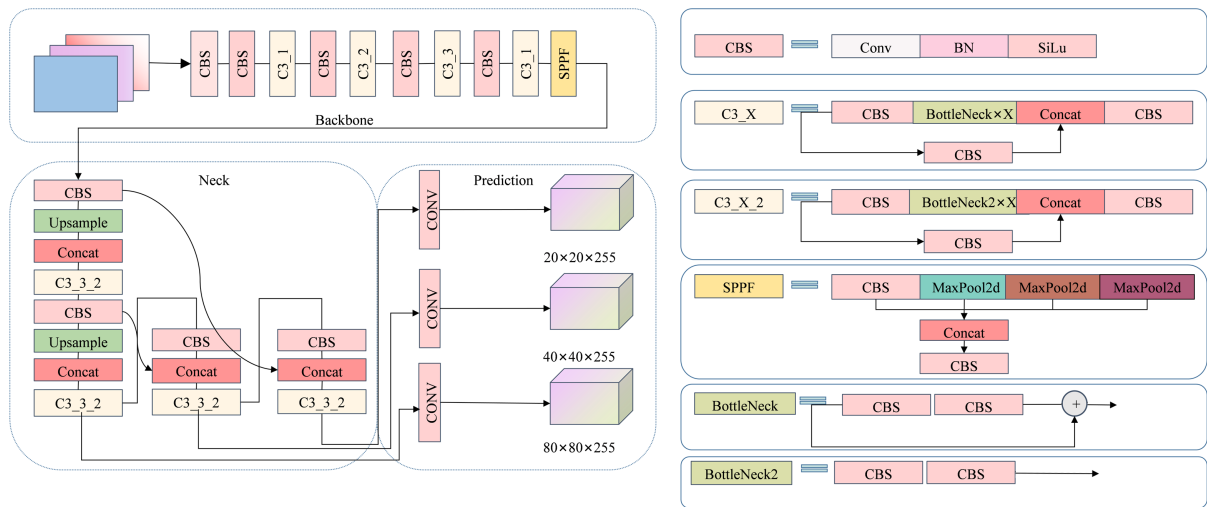 CBS
CBS
C3_1
CBS
C3_2
CBS
C3_3
CBS
C3_1
SPPF
Backbone
Neck
CBS
Upsample
Concat
C3_3_2
CBS
Upsample
Concat
C3_3_2
CBS
Concat
C3_3_2
CBS
Concat
C3_3_2
Prediction
CONV
20×20×255
CONV
40×40×255
CONV
80×80×255
CBS Conv BN SiLu
C3_X CBS BottleNeck×X Concat CBS
CBS
C3_X_2 CBS BottleNeck2×X Concat CBS
CBS
SPPF CBS MaxPool2d MaxPool2d MaxPool2d
Concat
CBS
BottleNeck CBS CBS +
BottleNeck2 CBS CBS